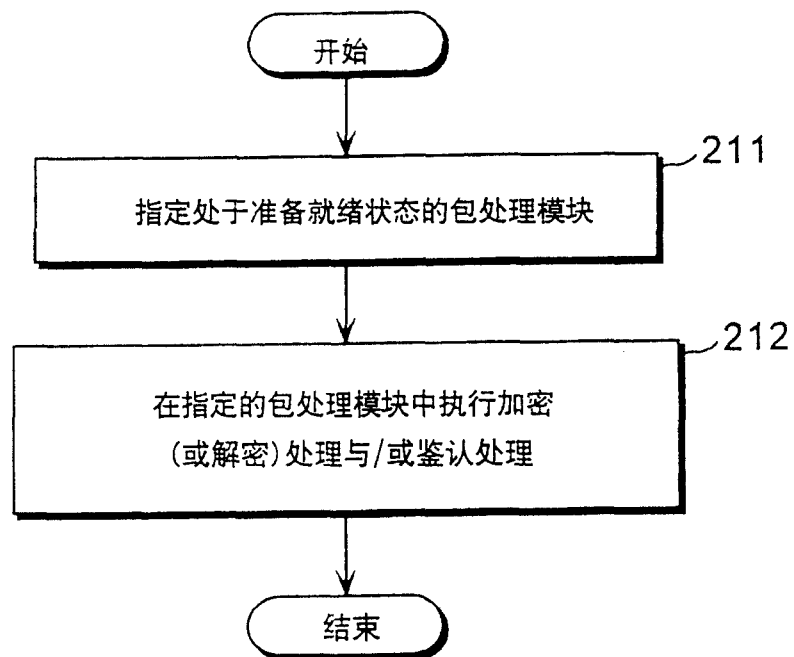 开始
211
指定处于准备就绪状态的包处理模块
212
在指定的包处理模块中执行加密
(或解密)处理与/或鉴认处理
结束